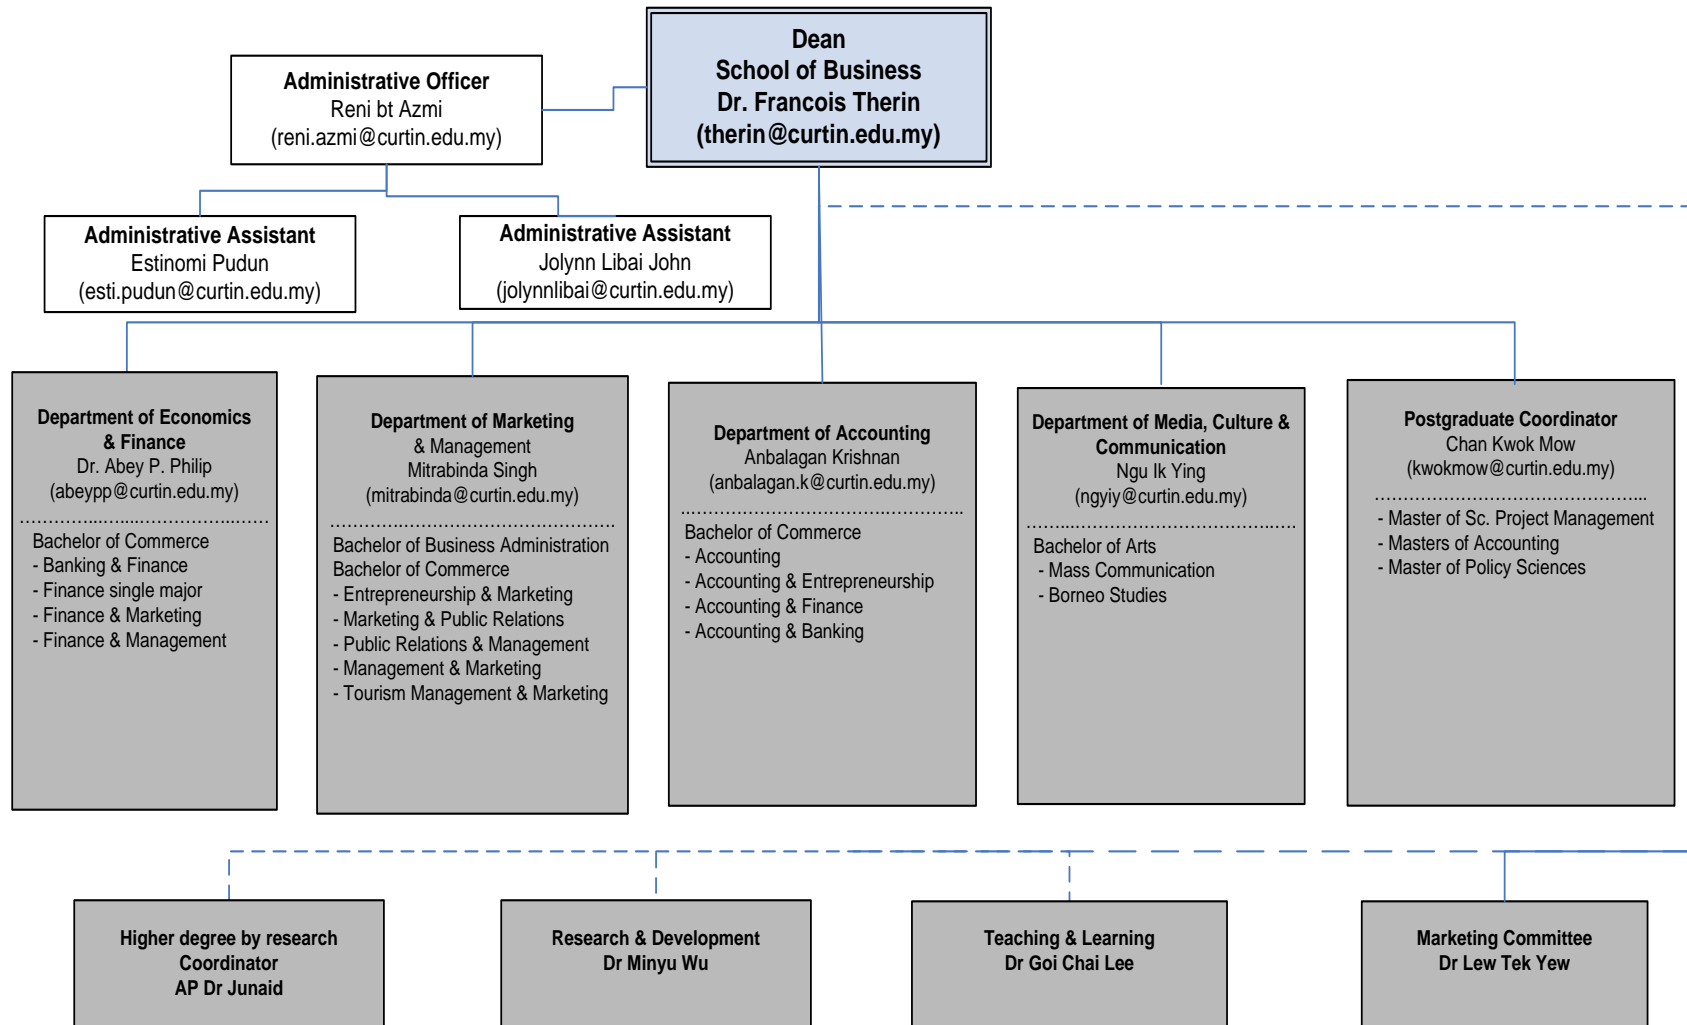 Dean
School of Business
Dr. Francois Therin
(therin@curtin.edu.my)
Administrative Officer
Reni bt Azmi
(reni.azmi@curtin.edu.my)
Administrative Assistant
Estinomi Pudun
(esti.pudun@curtin.edu.my)
Administrative Assistant
Jolynn Libai John
(jolynnlibai@curtin.edu.my)
Department of Economics
& Finance
Dr. Abey P. Philip
(abeypp@curtin.edu.my)
Bachelor of Commerce
- Banking & Finance
- Finance single major
- Finance & Marketing
- Finance & Management
Department of Marketing
& Management
Mitrabinda Singh
(mitrabinda@curtin.edu.my)
Bachelor of Business Administration
Bachelor of Commerce
- Entrepreneurship & Marketing
- Marketing & Public Relations
- Public Relations & Management
- Management & Marketing
- Tourism Management & Marketing
Department of Accounting
Anbalagan Krishnan
(anbalagan.k@curtin.edu.my)
Bachelor of Commerce
- Accounting
- Accounting & Entrepreneurship
- Accounting & Finance
- Accounting & Banking
Department of Media, Culture &
Communication
Ngu Ik Ying
(ngyiy@curtin.edu.my)
Bachelor of Arts
- Mass Communication
- Borneo Studies
Postgraduate Coordinator
Chan Kwok Mow
(kwokmow@curtin.edu.my)
- Master of Sc. Project Management
- Masters of Accounting
- Master of Policy Sciences
Higher degree by research
Coordinator
AP Dr Junaid
Research & Development
Dr Minyu Wu
Teaching & Learning
Dr Goi Chai Lee
Marketing Committee
Dr Lew Tek Yew